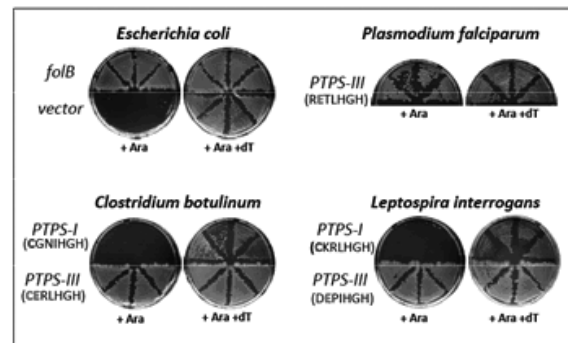 Escherichia coli
folB
vector
+ Ara
+ Ara +dT
Plasmodium falciparum
PTPS-III
(RETLHGH)
+ Ara
+ Ara +dT
Clostridium botulinum
PTPS-I
(CGNIHGH)
PTPS-III
(CERLHGH)
+ Ara
+ Ara +dT
Leptospira interrogans
PTPS-I
(CKRLHGH)
PTPS-III
(DEPIHGH)
+ Ara
+ Ara +dT